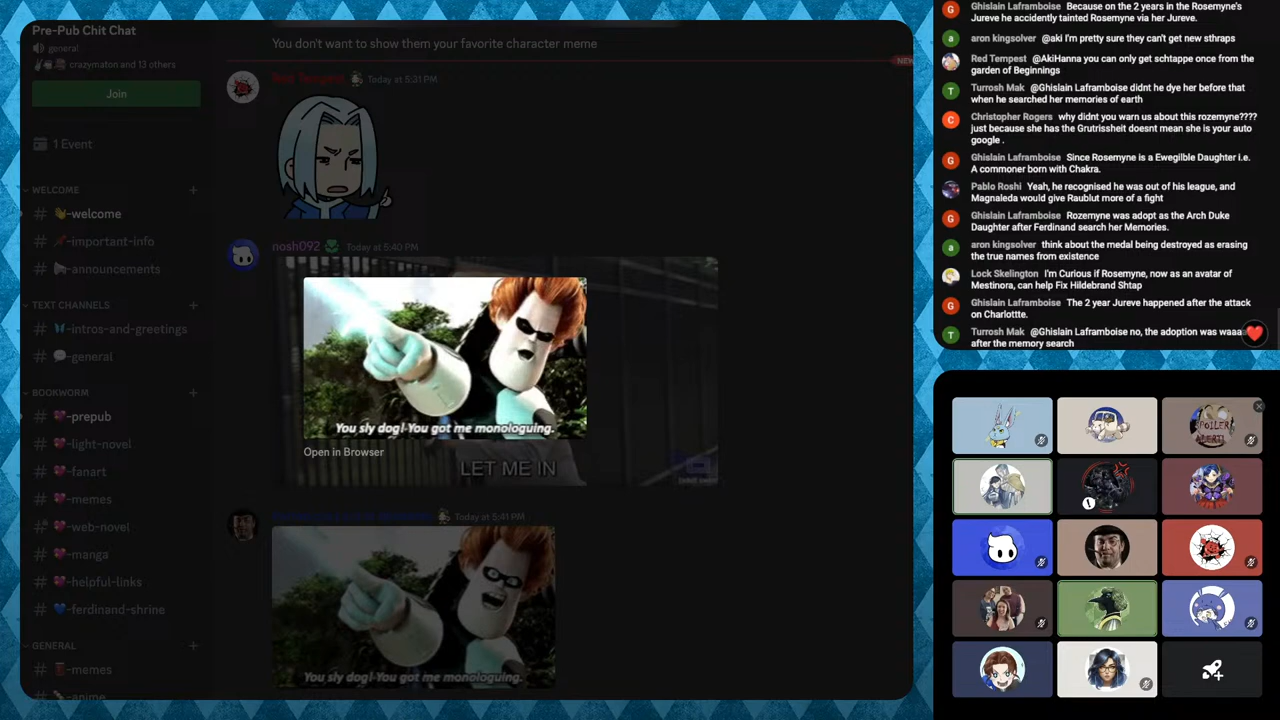 Pre-Pub Chit Chat
general
crazymaton and 13 others
Join
1 Event
WELCOME
# -welcome
# -important-info
# -announcements
TEXT CHANNELS
# -intros-and-greetings
# -general
BOOKWORM
# -prepub
# -light-novel
# -fanart
# -memes
# -web-novel
# -manga
# -helpful-links
# -ferdinand-shrine
GENERAL
# -memes
# -anime
You don't want to show them your favorite character meme
NEW
Red Tempest Today at 5:31 PM
nosh092 Today at 5:40 PM
You sly dog!-You got me monologuing.
Open in Browser
LET ME IN
Today at 5:41 PM
You sly dog!-You got me monologuing.
Ghislain Laframboise Because on the 2 years in the Rosemyne's
Jureve he accidently tainted Rosemyne via her Jureve.
aron kingsolver @aki I'm pretty sure they can't get new sthraps
Red Tempest @AkiHanna you can only get schtappe once from the
garden of Beginnings
Turrosh Mak @Ghislain Laframboise didnt he dye her before that
when he searched her memories of earth
Christopher Rogers why didnt you warn us about this rozemyne????
just because she has the Grutrissheit doesnt mean she is your auto
google .
Ghislain Laframboise Since Rosemyne is a Ewegilble Daughter i.e.
A commoner born with Chakra.
Pablo Roshi Yeah, he recognised he was out of his league, and
Magnaleda would give Raublut more of a fight
Ghislain Laframboise Rozemyne was adopt as the Arch Duke
Daughter after Ferdinand search her Memories.
aron kingsolver think about the medal being destroyed as erasing
the true names from existence
Lock Skelington I'm Curious if Rosemyne, now as an avatar of
Mestinora, can help Fix Hildebrand Shtap
Ghislain Laframboise The 2 year Jureve happened after the attack
on Charlottte.
Turrosh Mak @Ghislain Laframboise no, the adoption was waaa
after the memory search
SPOILER
ALERT!